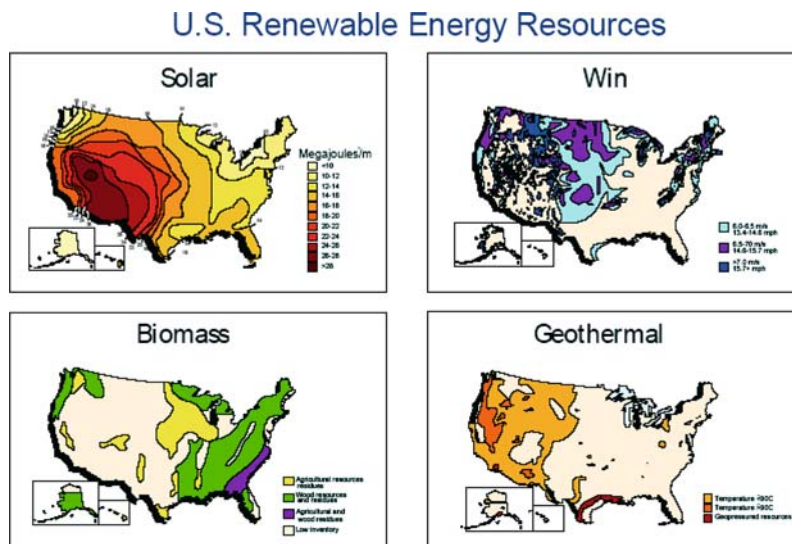 U.S. Renewable Energy Resources
Solar
Megajoules/m
<10
10-12
12-14
14-16
16-18
18-20
20-22
22-24
24-26
26-28
>28
Win
6.0-6.5 m/s
13.4-14.6 mph
6.5-70 m/s
14.6-15.7 mph
>7.0 m/s
15.7+ mph
Biomass
Agricultural resources
residues
Wood resources and
residues
Agricultural and
wood residues
Low inventory
Geothermal
Temperature
Temperature
Geopressured resources